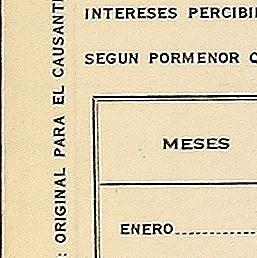 INTERESES PERCIBI
SEGUN PORMENOR
MESES
ENERO
: ORIGINAL PARA EL CAUSANT